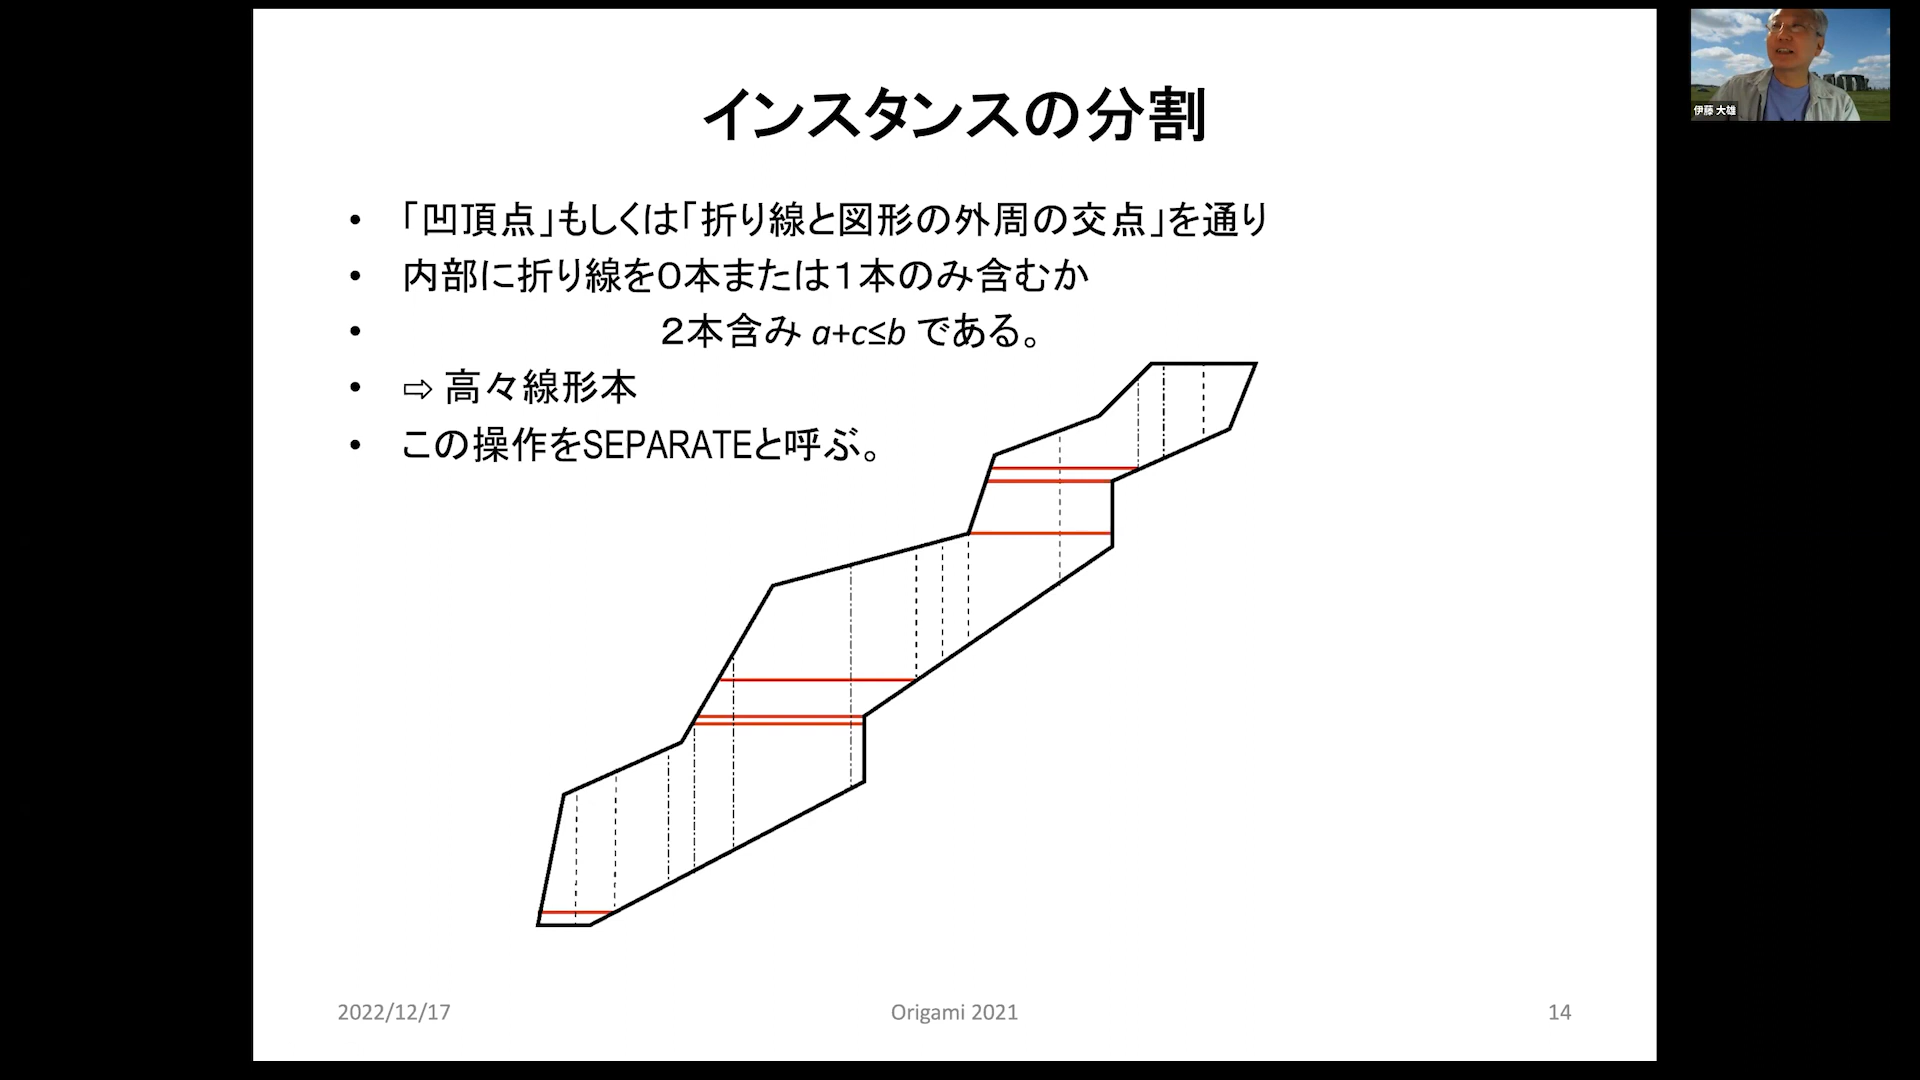 インスタンスの分割
• 「凹頂点」もしくは「折り線と図形の外周の交点」を通り
• 内部に折り線を０本または１本のみ含むか
• ２本含み a+c≤b である。
• ⇨ 高々線形本
• この操作をSEPARATEと呼ぶ。
2022/12/17
Origami 2021
14
伊藤 大雄